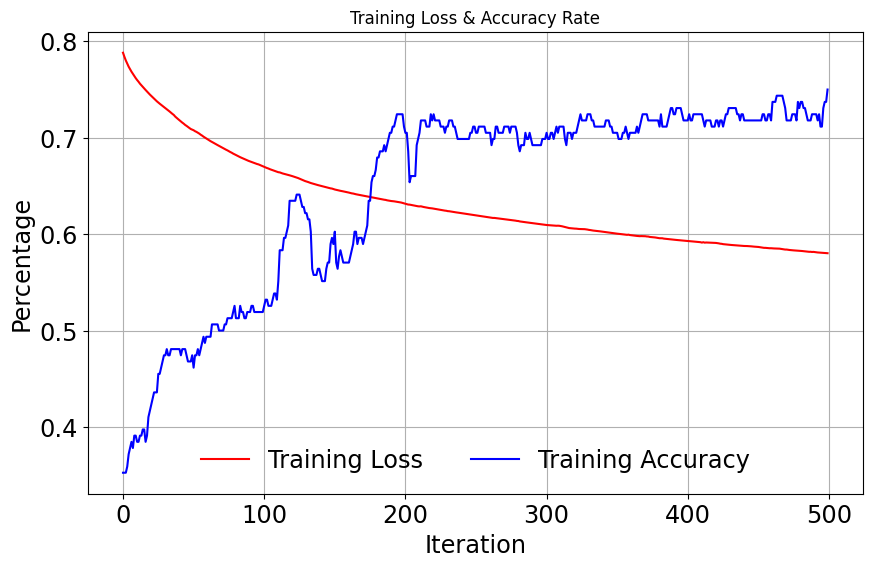 Training Loss & Accuracy Rate
0.8
0.7
0.6
0.5
0.4
Percentage
Training Loss Training Accuracy
0 100 200 300 400 500
Iteration